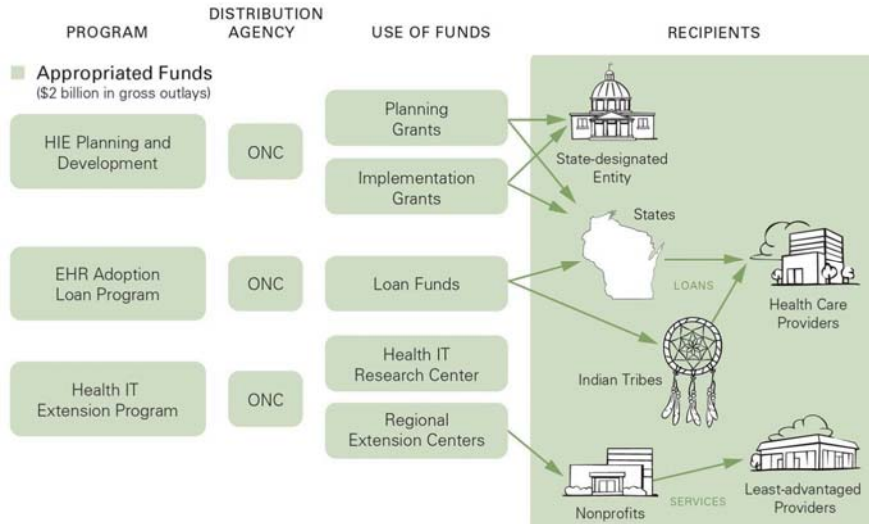 PROGRAM
DISTRIBUTION
AGENCY
USE OF FUNDS
RECIPIENTS
Appropriated Funds
($2 billion in gross outlays)
HIE Planning and
Development
ONC
Planning
Grants
Implementation
Grants
State-designated
Entity
States
EHR Adoption
Loan Program
ONC
Loan Funds
LOANS
Health Care
Providers
Indian Tribes
Health IT
Extension Program
ONC
Health IT
Research Center
Regional
Extension Centers
Nonprofits
SERVICES
Least-advantaged
Providers